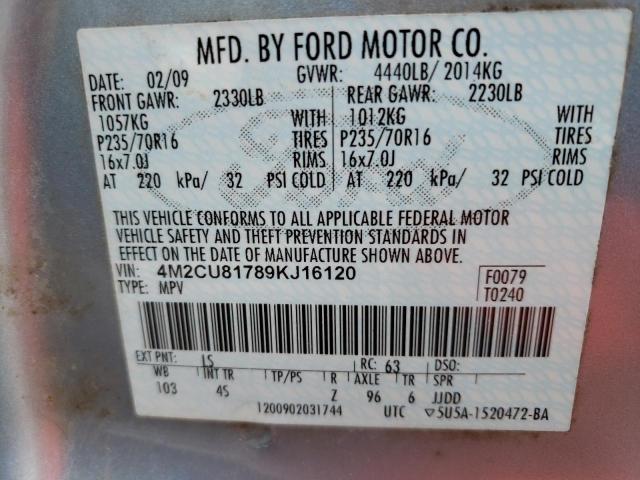 MFD. BY FORD MOTOR CO.
DATE: 02/09 GVWR: 4440LB/ 2014KG
FRONT GAWR: 2330LB REAR GAWR: 2230LB
1057KG WITH 1012KG WITH
P235/70R16 TIRES P235/70R16 TIRES
16x7.0J RIMS 16x7.0J RIMS
AT 220 kPa/ 32 PSI COLD AT 220 kPa/ 32 PSI COLD
THIS VEHICLE CONFORMS TO ALL APPLICABLE FEDERAL MOTOR
VEHICLE SAFETY AND THEFT PREVENTION STANDARDS IN
EFFECT ON THE DATE OF MANUFACTURE SHOWN ABOVE.
VIN: 4M2CU81789KJ16120 F0079
TYPE: MPV T0240
EXT PNT: IS RC: 63 DSO:
WB INT TR TP/PS R AXLE TR SPR
103 4S Z 96 6 JJDD
1200902031744 UTC ▽5U5A-1520472-BA
Ford